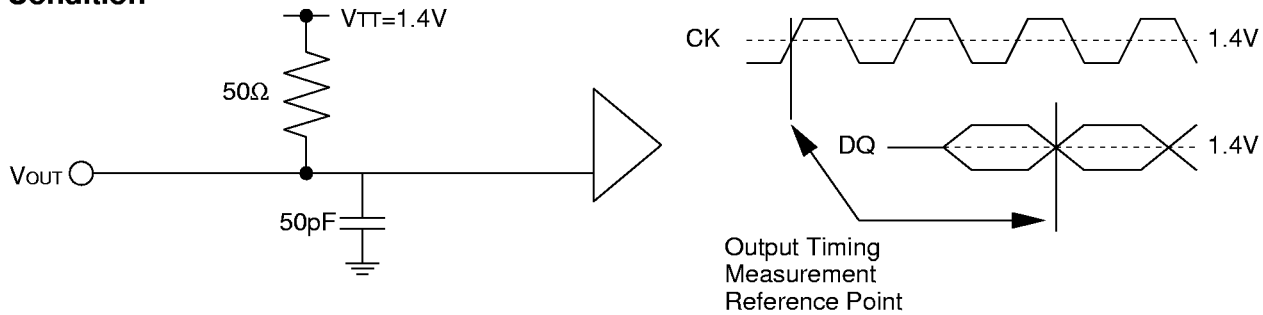 Condition
VTT=1.4V
50Ω
VOUT
50pF
CK
1.4V
DQ
1.4V
Output Timing
Measurement
Reference Point